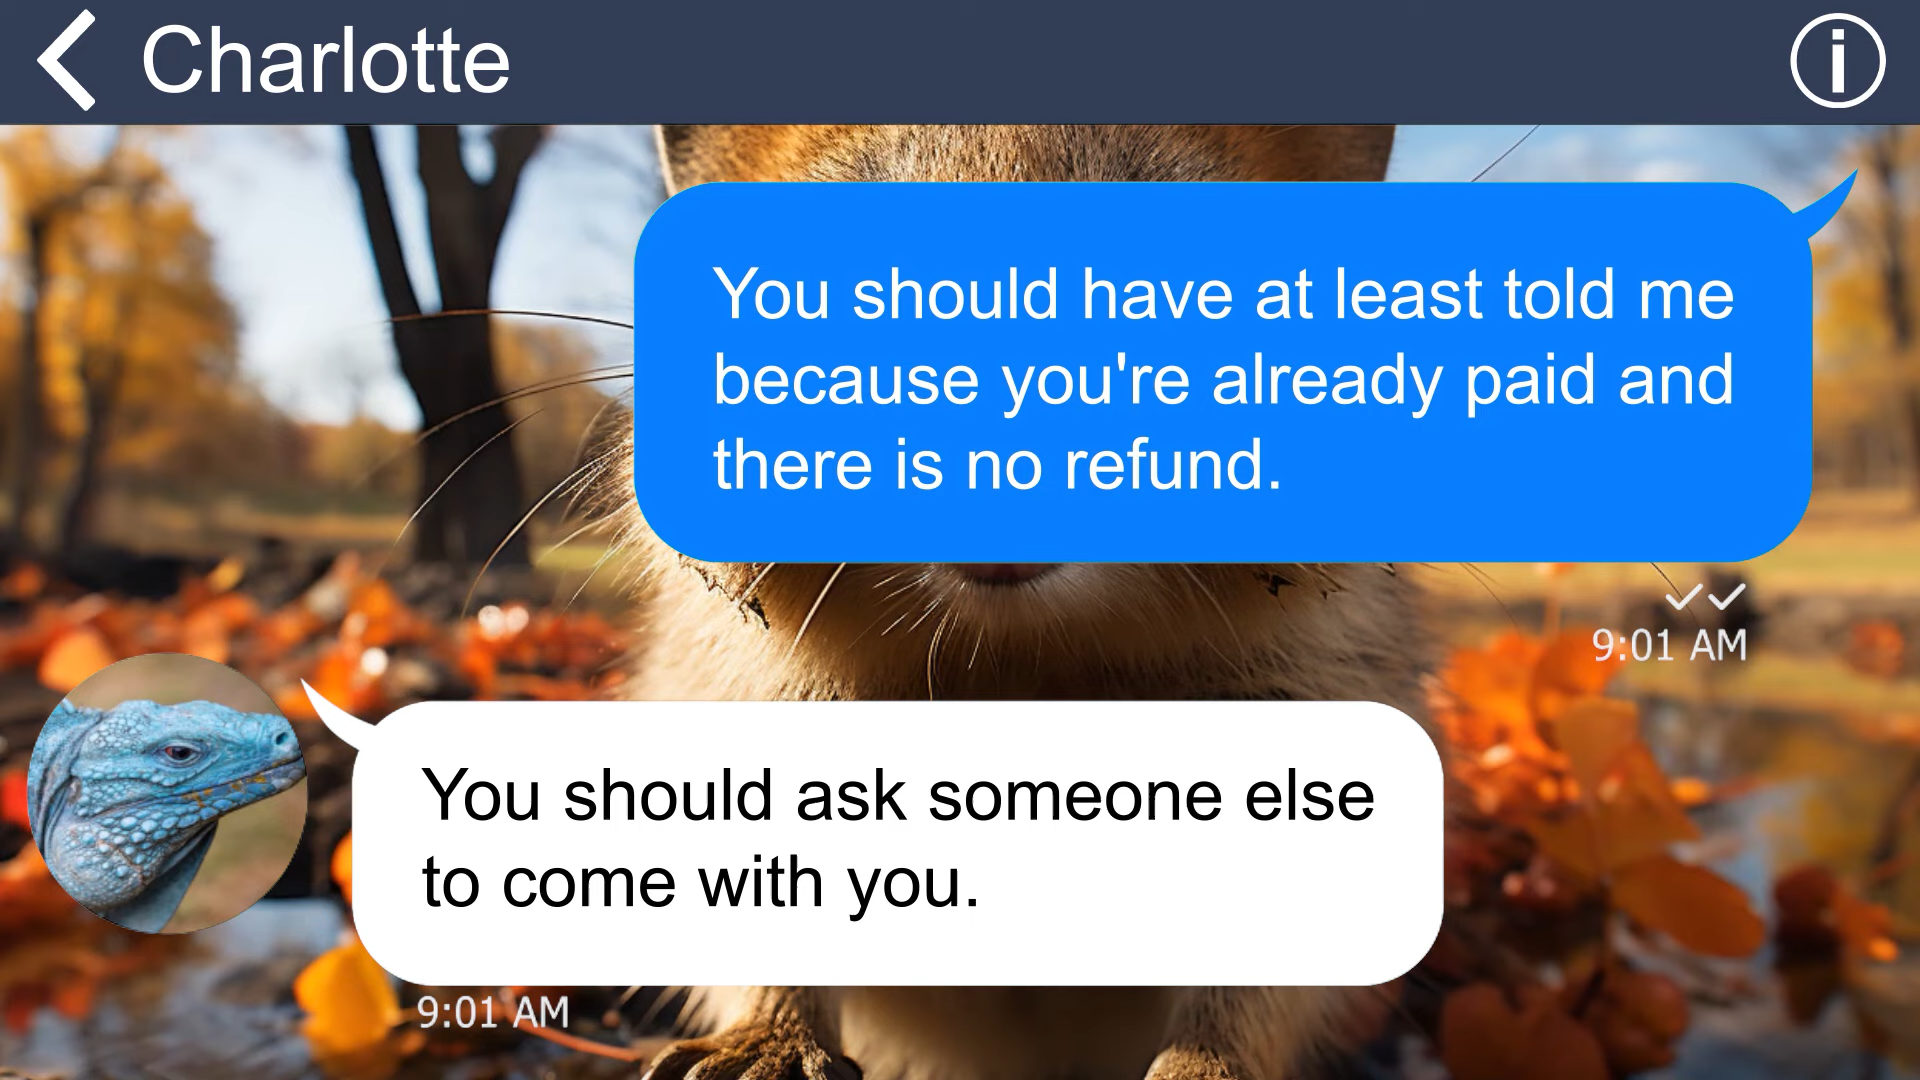 Charlotte
You should have at least told me
because you're already paid and
there is no refund.
9:01 AM
You should ask someone else
to come with you.
9:01 AM